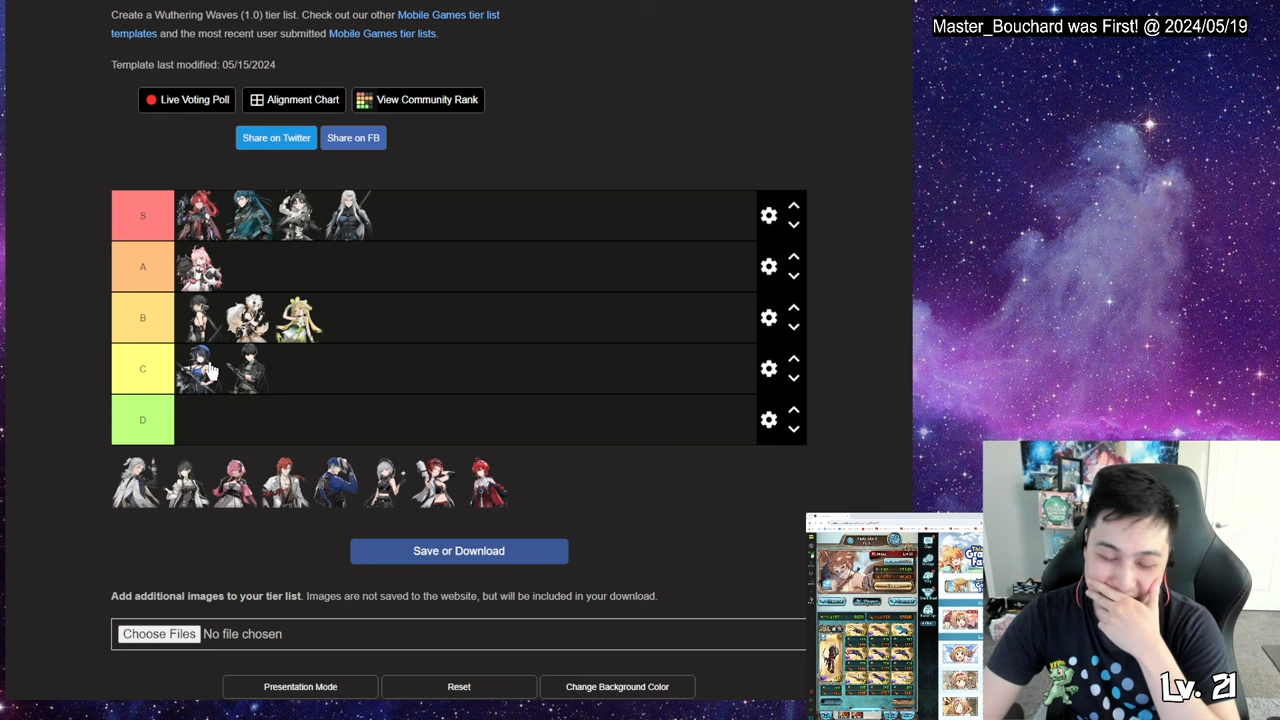 Create a Wuthering Waves (1.0) tier list. Check out our other Mobile Games tier list
templates and the most recent user submitted Mobile Games tier lists.
Master_Bouchard was First! @ 2024/05/19
Template last modified: 05/15/2024
Live Voting Poll
Alignment Chart
View Community Rank
Share on Twitter
Share on FB
S
A
B
C
D
Save or Download
Add additional images to your tier list. Images are not saved to the website, but will be included in your download.
Choose Files No file chosen
Presentation Mode
Reset
Change Background Color
Lv. 21